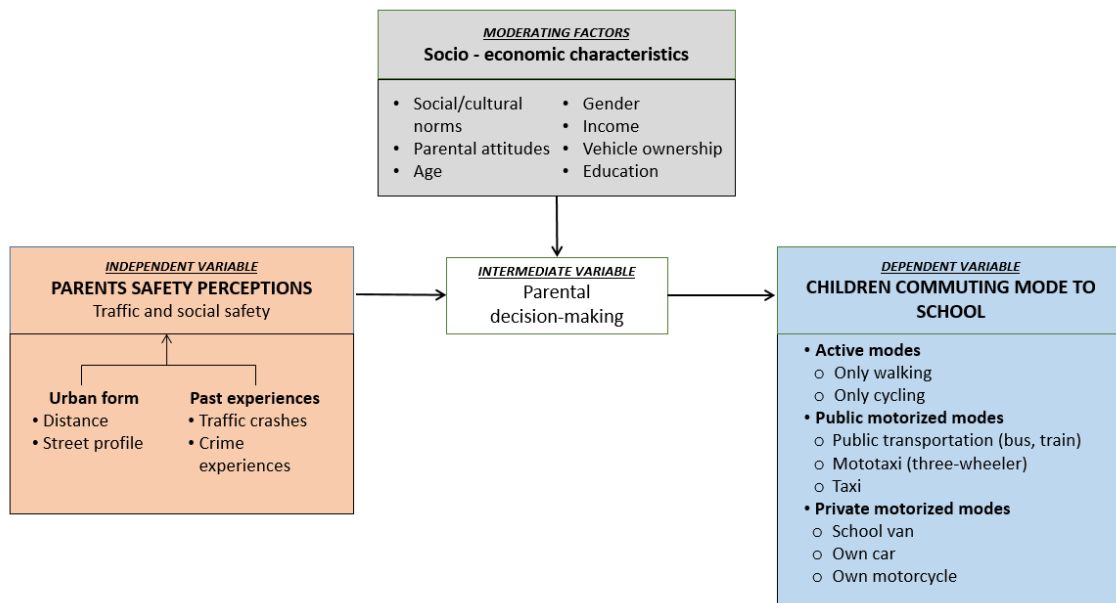 MODERATING FACTORS
Socio - economic characteristics
• Social/cultural
norms
• Parental attitudes
• Age
• Gender
• Income
• Vehicle ownership
• Education
INDEPENDENT VARIABLE
PARENTS SAFETY PERCEPTIONS
Traffic and social safety
Urban form
• Distance
• Street profile
Past experiences
• Traffic crashes
• Crime
experiences
INTERMEDIATE VARIABLE
Parental
decision-making
DEPENDENT VARIABLE
CHILDREN COMMUTING MODE TO
SCHOOL
• Active modes
o Only walking
o Only cycling
• Public motorized modes
o Public transportation (bus, train)
o Mototaxi (three-wheeler)
o Taxi
• Private motorized modes
o School van
o Own car
o Own motorcycle